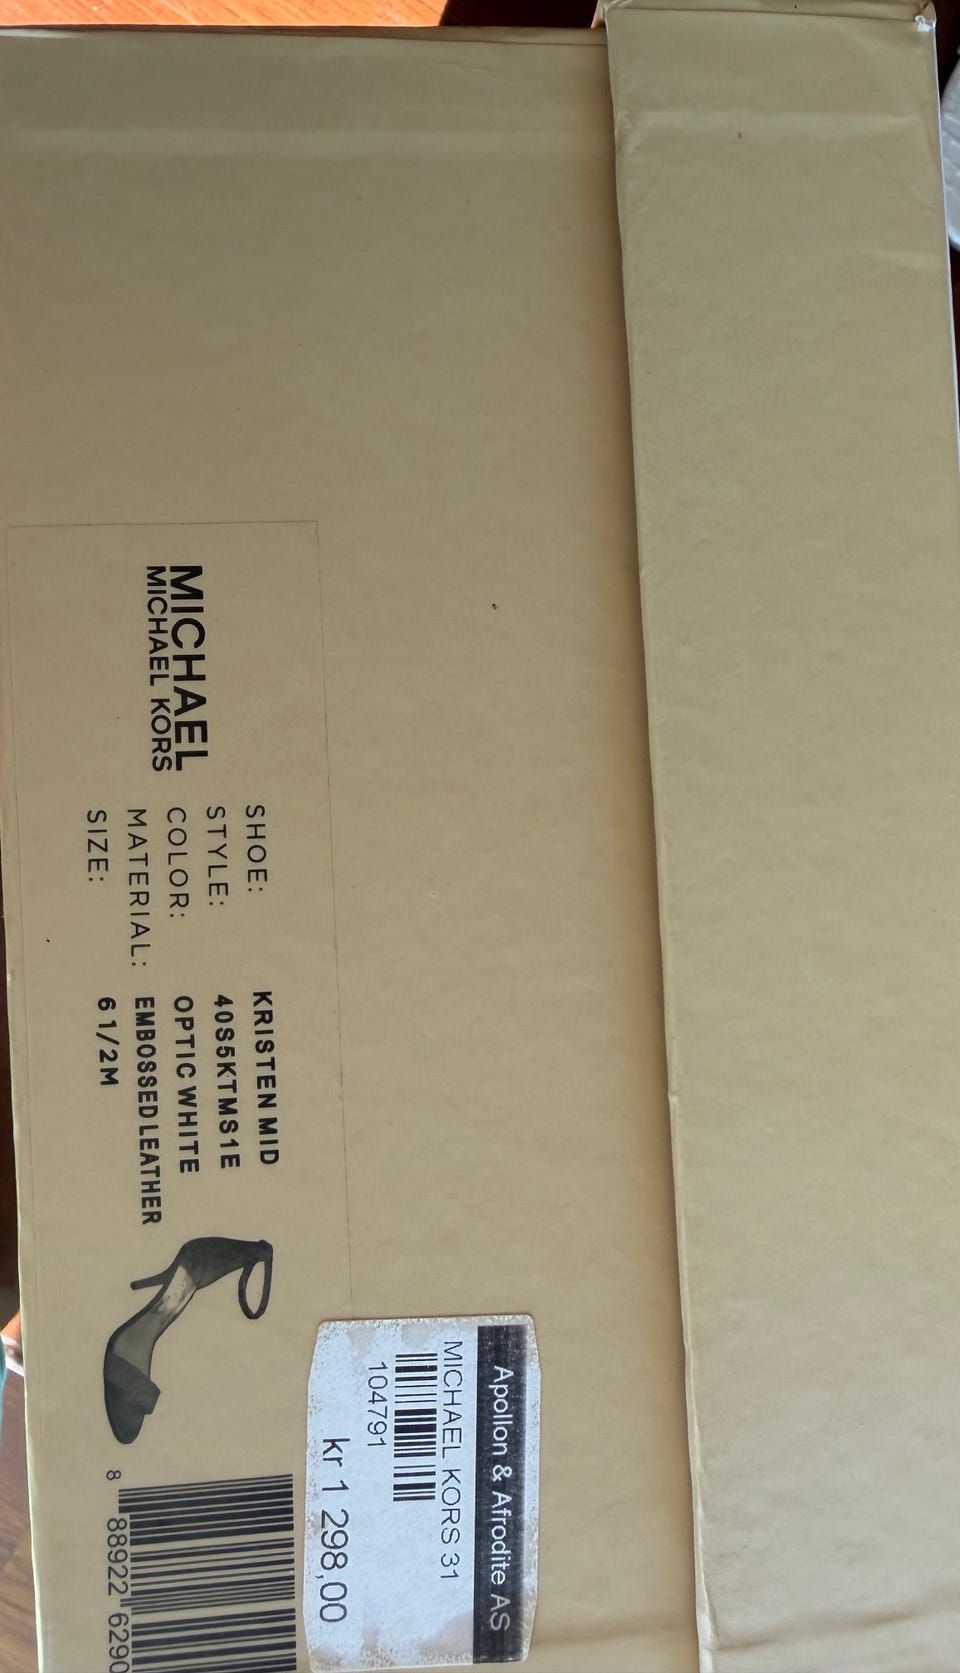 Apollon & Afrodite AS
MICHAEL KORS 31
104791
kr 1 298,00
MICHAEL
MICHAEL KORS
SHOE: KRISTEN MID
STYLE: 40S5KTMS1E
COLOR: OPTIC WHITE
MATERIAL: EMBOSSED LEATHER
SIZE: 6 1/2M
8 88922 6290